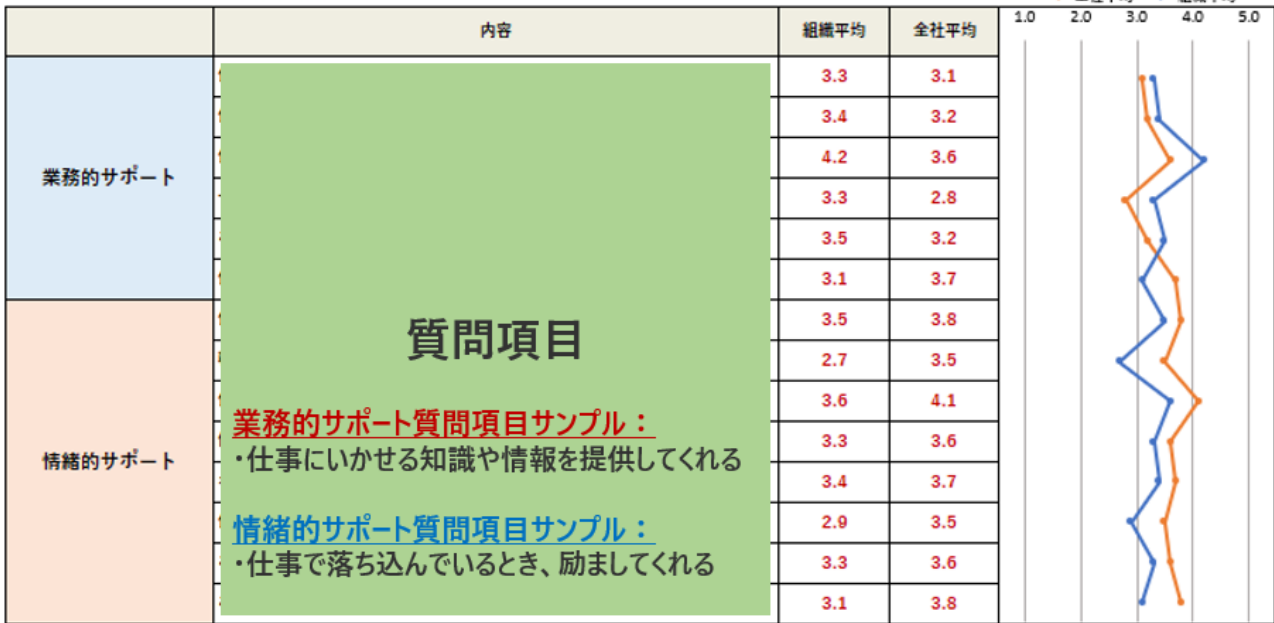 内容 組織平均 全社平均 1.0 2.0 3.0 4.0 5.0
業務的サポート
3.3 3.1
3.4 3.2
4.2 3.6
3.3 2.8
3.5 3.2
3.1 3.7
情緒的サポート
3.5 3.8
2.7 3.5
3.6 4.1
3.3 3.6
3.4 3.7
2.9 3.5
3.3 3.6
3.1 3.8
質問項目
業務的サポート質問項目サンプル：
・仕事にいかせる知識や情報を提供してくれる
情緒的サポート質問項目サンプル：
・仕事で落ち込んでいるとき、励ましてくれる